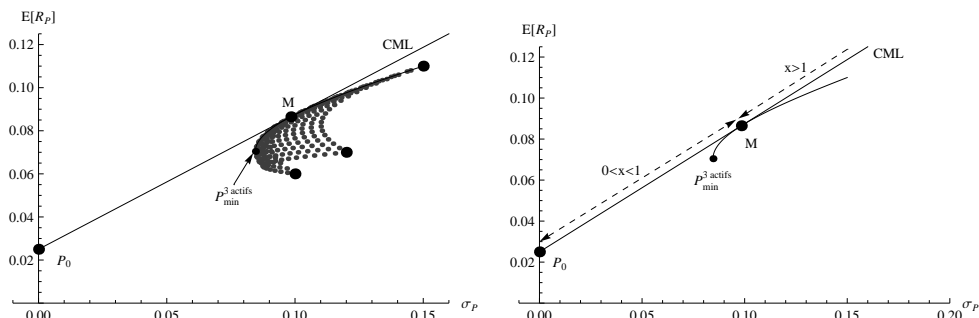 E[R_P]
0.12
CML
0.10
M
0.08
0.06
P_min^3 actifs
0.04
P_0
0.02
0.00 0.05 0.10 0.15 σ_P
E[R_P]
0.12
x>1
CML
0.10
M
0.08
0<x<1
P_min^3 actifs
0.06
0.04
P_0
0.02
0.00 0.05 0.10 0.15 σ_P 0.20